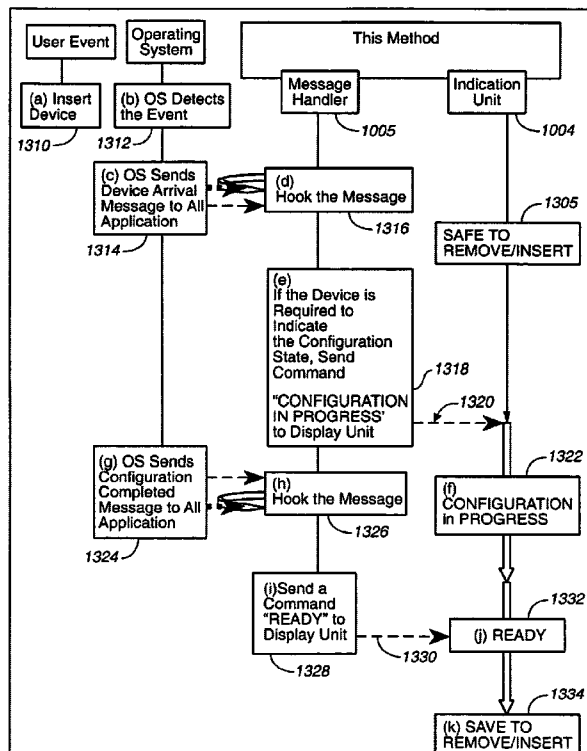 User Event
Operating
System
This Method
Message
Handler
Indication
Unit
(a) Insert
Device
(b) OS Detects
the Event
1005
1004
1310
1312
(c) OS Sends
Device Arrival
Message to All
Application
(d)
Hook the Message
1305
SAFE TO
REMOVE/INSERT
1314
1316
(e)
If the Device is
Required to
Indicate
the Configuration
State, Send
Command
"CONFIGURATION
IN PROGRESS'
to Display Unit
1318
1320
1322
(g) OS Sends
Configuration
Completed
Message to All
Application
(h)
Hook the Message
(f)
CONFIGURATION
in PROGRESS
1324
1326
(i)Send a
Command
"READY" to
Display Unit
1332
(j) READY
1328
1330
1334
(k) SAVE TO
REMOVE/INSERT